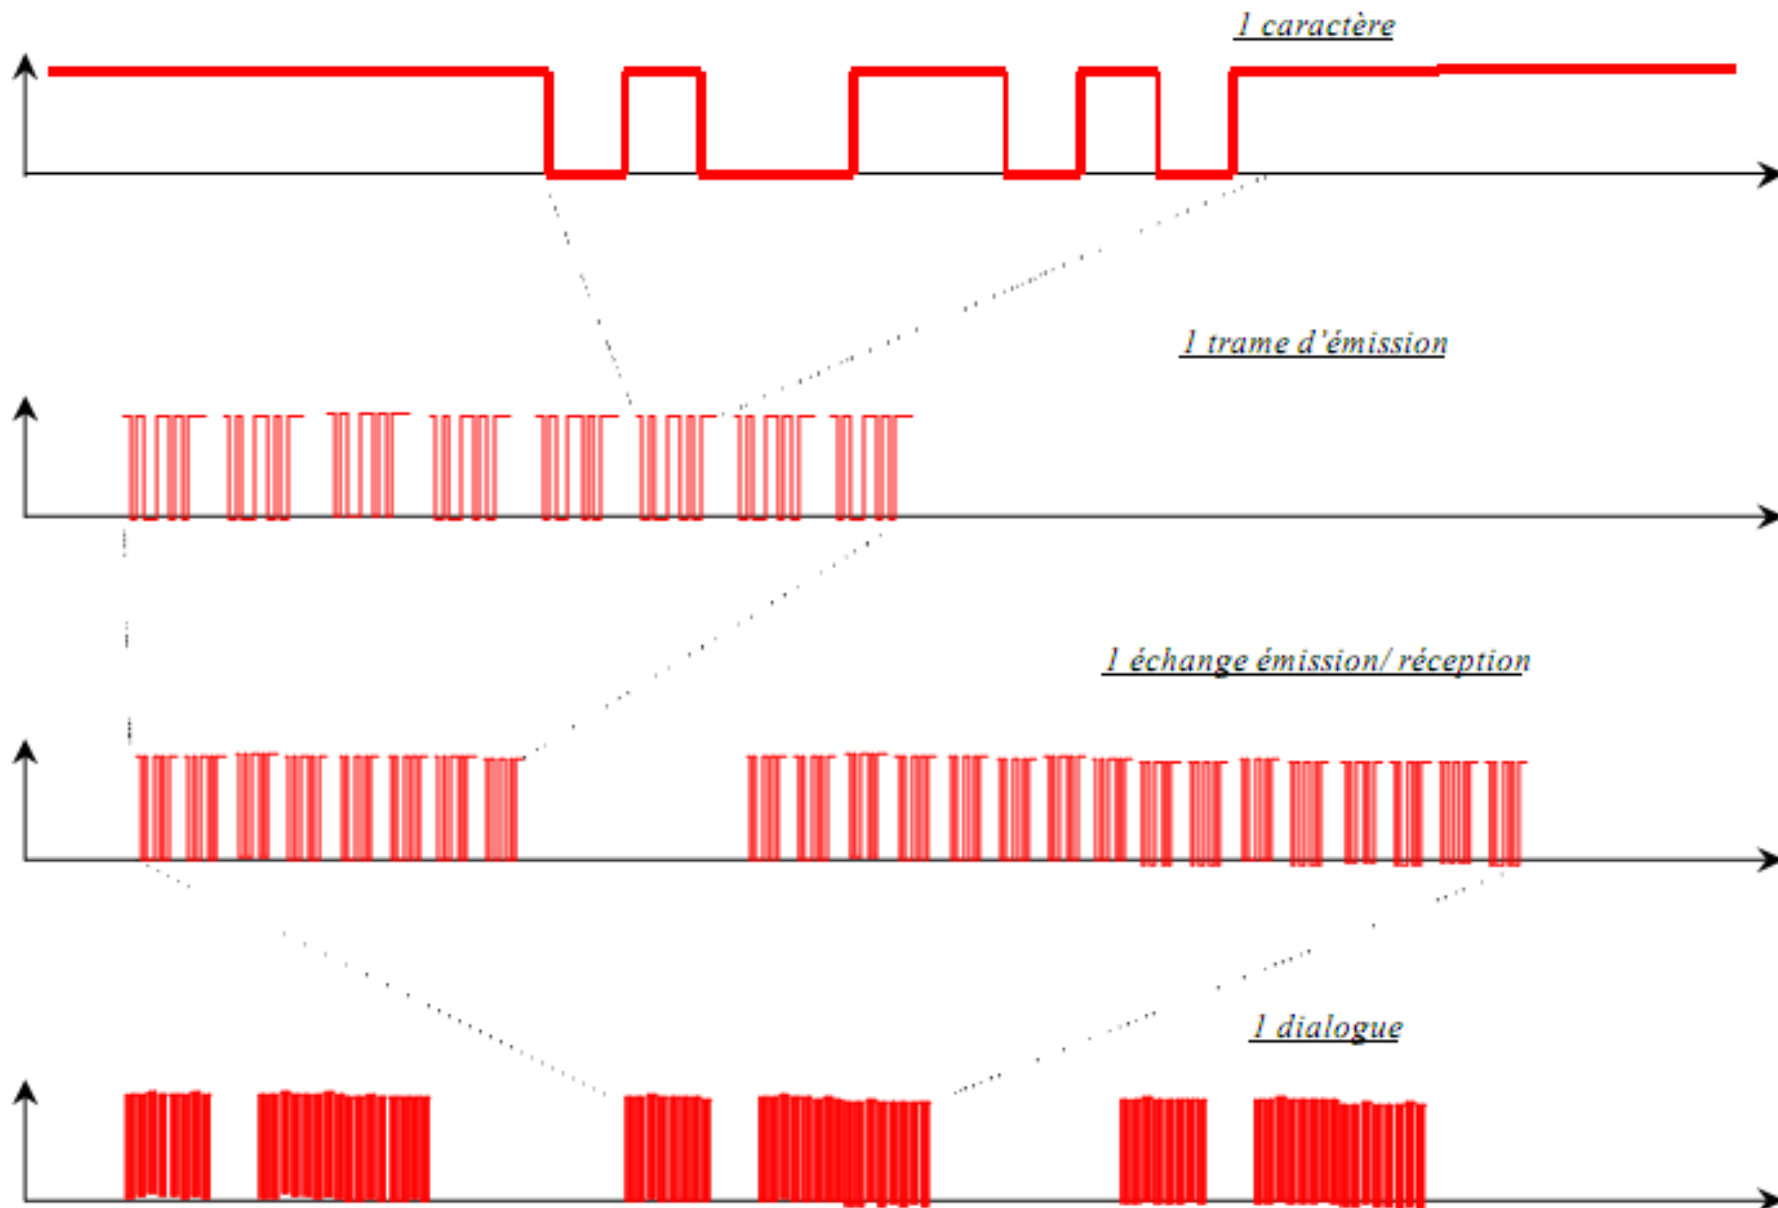 1 caractère
1 trame d'émission
1 échange émission/ réception
1 dialogue